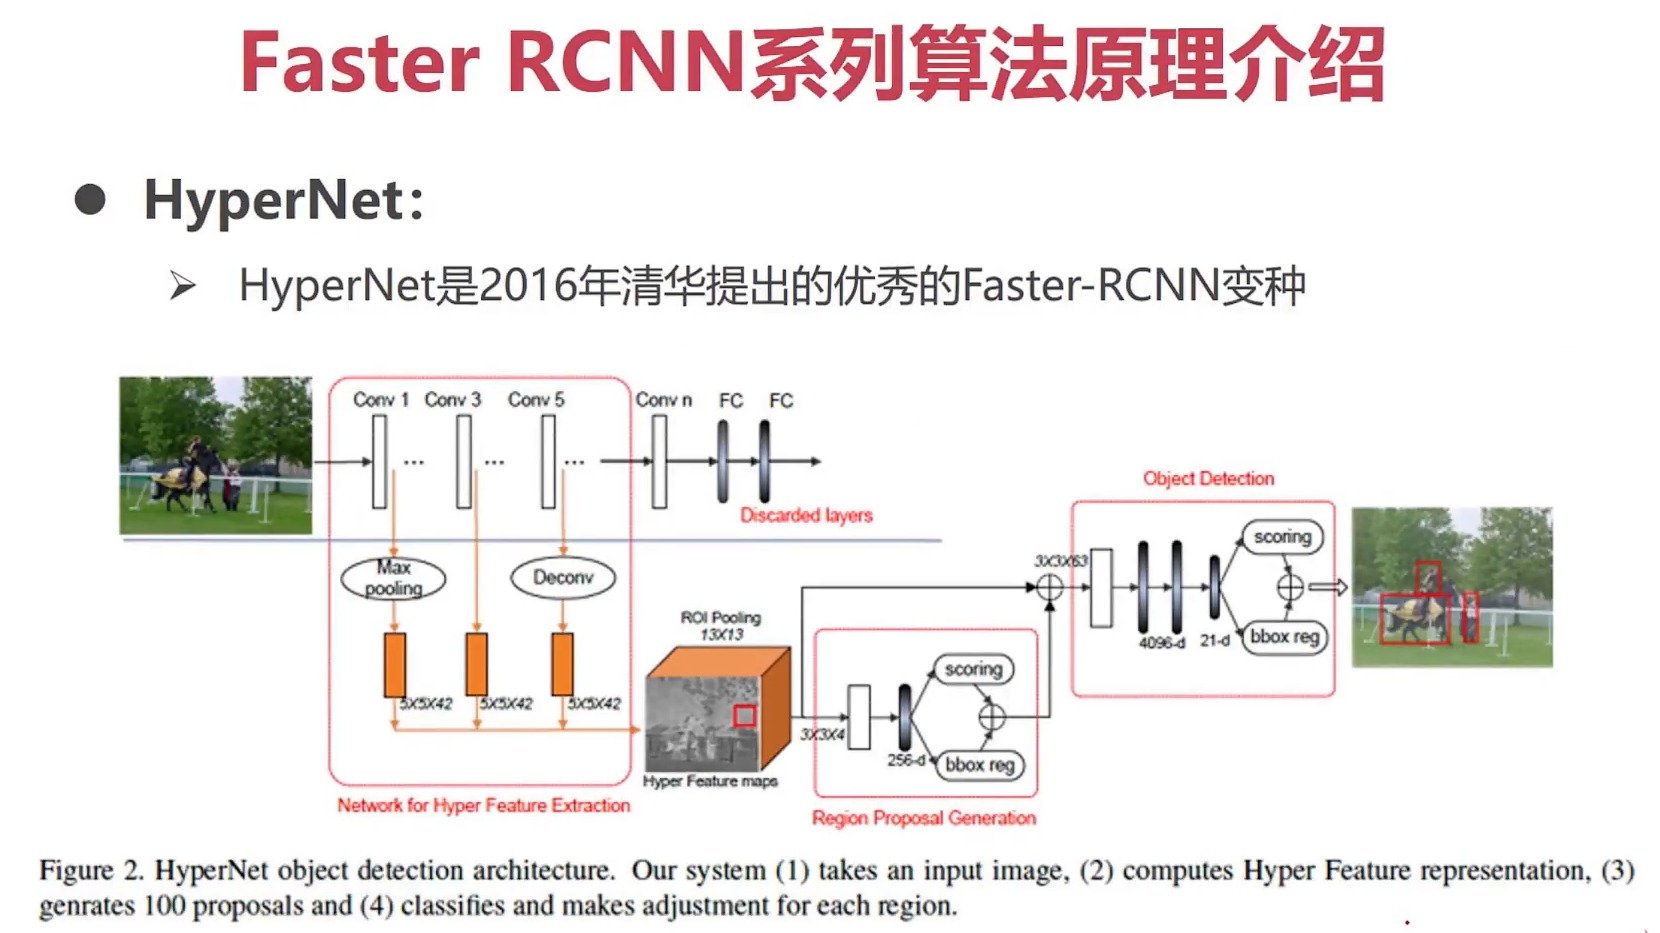 Faster RCNN系列算法原理介绍
HyperNet:
HyperNet是2016年清华提出的优秀的Faster-RCNN变种
Conv 1 Conv 3 Conv 5 Conv n FC FC
Discarded layers
Max
pooling
Deconv
5X5X42 5X5X42 5X5X42
Network for Hyper Feature Extraction
ROI Pooling
13X13
Hyper Feature maps
3X3X4
256-d
scoring
bbox reg
Region Proposal Generation
Object Detection
3X3X63
4096-d
21-d
scoring
bbox reg
Figure 2. HyperNet object detection architecture. Our system (1) takes an input image, (2) computes Hyper Feature representation, (3)
genrates 100 proposals and (4) classifies and makes adjustment for each region.